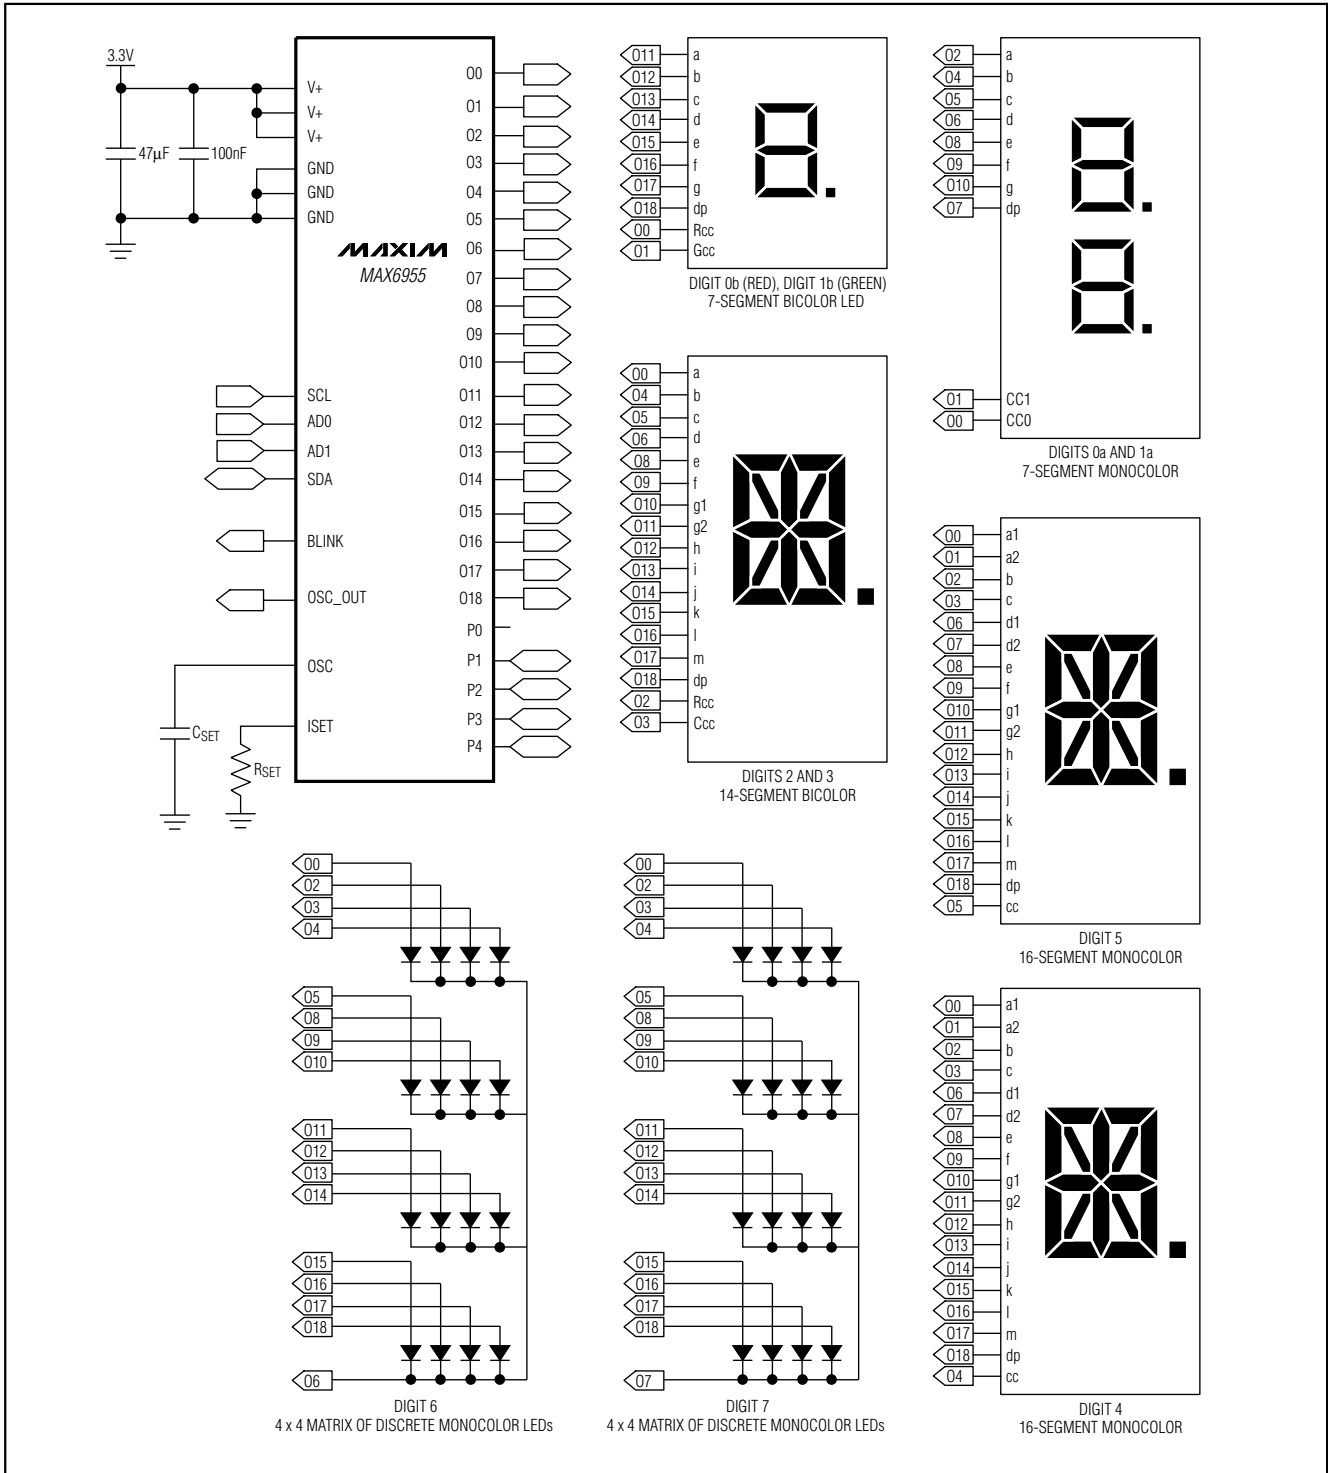 3.3V
47µF
100nF
V+
V+
V+
GND
GND
GND
MAXIM
MAX6955
SCL
AD0
AD1
SDA
BLINK
OSC_OUT
OSC
ISET
CSET
RSET
O0
O1
O2
O3
O4
O5
O6
O7
O8
O9
O10
O11
O12
O13
O14
O15
O16
O17
O18
P0
P1
P2
P3
P4
O11 a
O12 b
O13 c
O14 d
O15 e
O16 f
O17 g
O18 dp
O0 Rcc
O1 Gcc
DIGIT 0b (RED), DIGIT 1b (GREEN)
7-SEGMENT BICOLOR LED
O2 a
O4 b
O5 c
O6 d
O8 e
O9 f
O10 g
O7 dp
O1 CC1
O0 CC0
DIGITS 0a AND 1a
7-SEGMENT MONOCOLOR
O0 a
O4 b
O5 c
O6 d
O8 e
O9 f
O10 g1
O11 g2
O12 h
O13 i
O14 j
O15 k
O16 l
O17 m
O18 dp
O2 Rcc
O3 Ccc
DIGITS 2 AND 3
14-SEGMENT BICOLOR
O0 a1
O1 a2
O2 b
O3 c
O6 d1
O7 d2
O8 e
O9 f
O10 g1
O11 g2
O12 h
O13 i
O14 j
O15 k
O16 l
O17 m
O18 dp
O5 cc
DIGIT 5
16-SEGMENT MONOCOLOR
O0
O2
O3
O4
O5
O8
O9
O10
O11
O12
O13
O14
O15
O16
O17
O18
O6
DIGIT 6
4 x 4 MATRIX OF DISCRETE MONOCOLOR LEDs
O0
O2
O3
O4
O5
O8
O9
O10
O11
O12
O13
O14
O15
O16
O17
O18
O7
DIGIT 7
4 x 4 MATRIX OF DISCRETE MONOCOLOR LEDs
O0 a1
O1 a2
O2 b
O3 c
O6 d1
O7 d2
O8 e
O9 f
O10 g1
O11 g2
O12 h
O13 i
O14 j
O15 k
O16 l
O17 m
O18 dp
O4 cc
DIGIT 4
16-SEGMENT MONOCOLOR